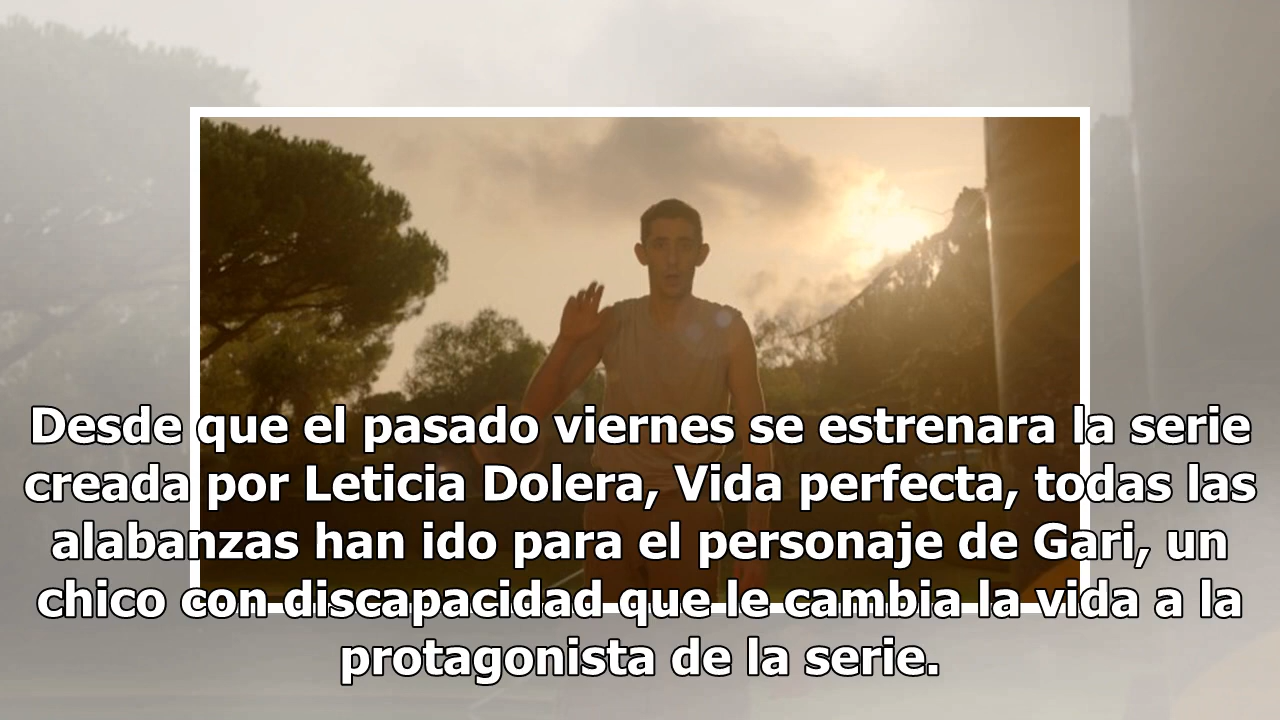 Desde que el pasado viernes se estrenara la serie
creada por Leticia Dolera, Vida perfecta, todas las
alabanzas han ido para el personaje de Gari, un
chico con discapacidad que le cambia la vida a la
protagonista de la serie.